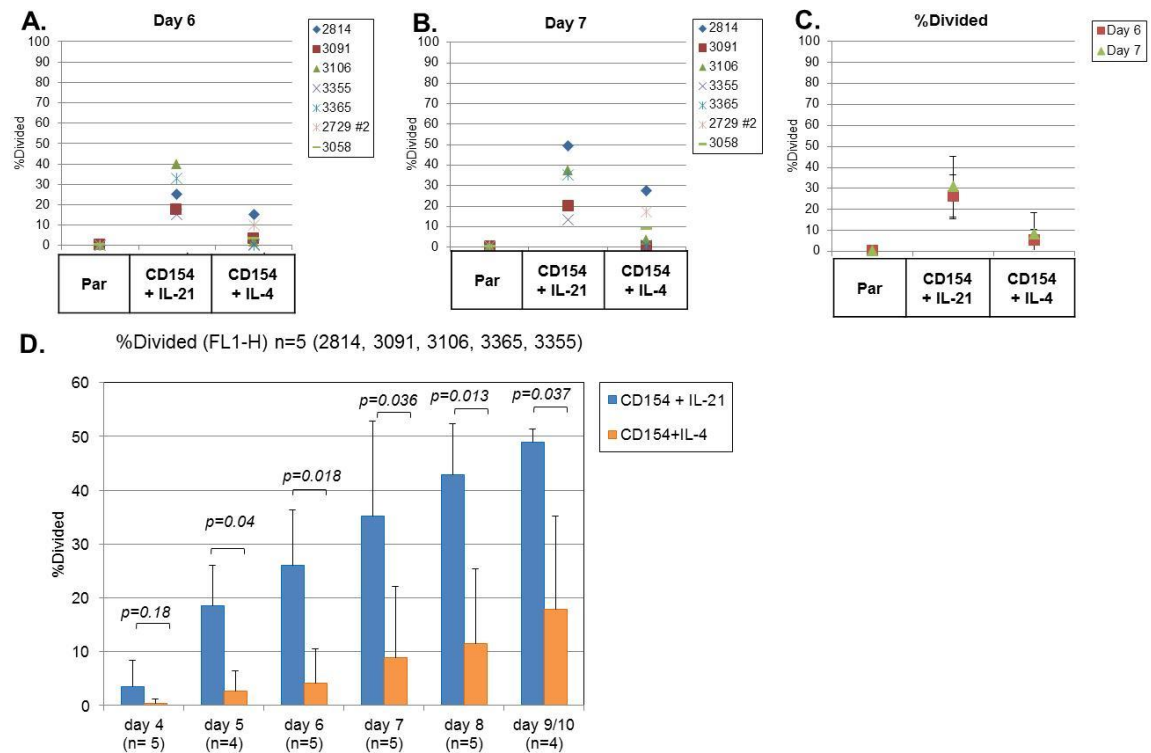 A.
Day 6
%Divided
100
90
80
70
60
50
40
30
20
10
0
2814
3091
3106
3355
3365
2729 #2
3058
Par
CD154 + IL-21
CD154 + IL-4
B.
Day 7
%Divided
100
90
80
70
60
50
40
30
20
10
0
2814
3091
3106
3355
3365
2729 #2
3058
Par
CD154
+ IL-21
CD154
+ IL-4
C.
%Divided
%Divided
100
90
80
70
60
50
40
30
20
10
0
Day 6
Day 7
Par
CD154
+ IL-21
CD154
+ IL-4
D.
%Divided (FL1-H) n=5 (2814, 3091, 3106, 3365, 3355)
%Divided
60
50
40
30
20
10
0
p=0.18
p=0.04
p=0.018
p=0.036
p=0.013
p=0.037
CD154 + IL-21
CD154+IL-4
day 4
(n= 5)
day 5
(n=4)
day 6
(n=5)
day 7
(n=5)
day 8
(n=5)
day 9/10
(n=4)